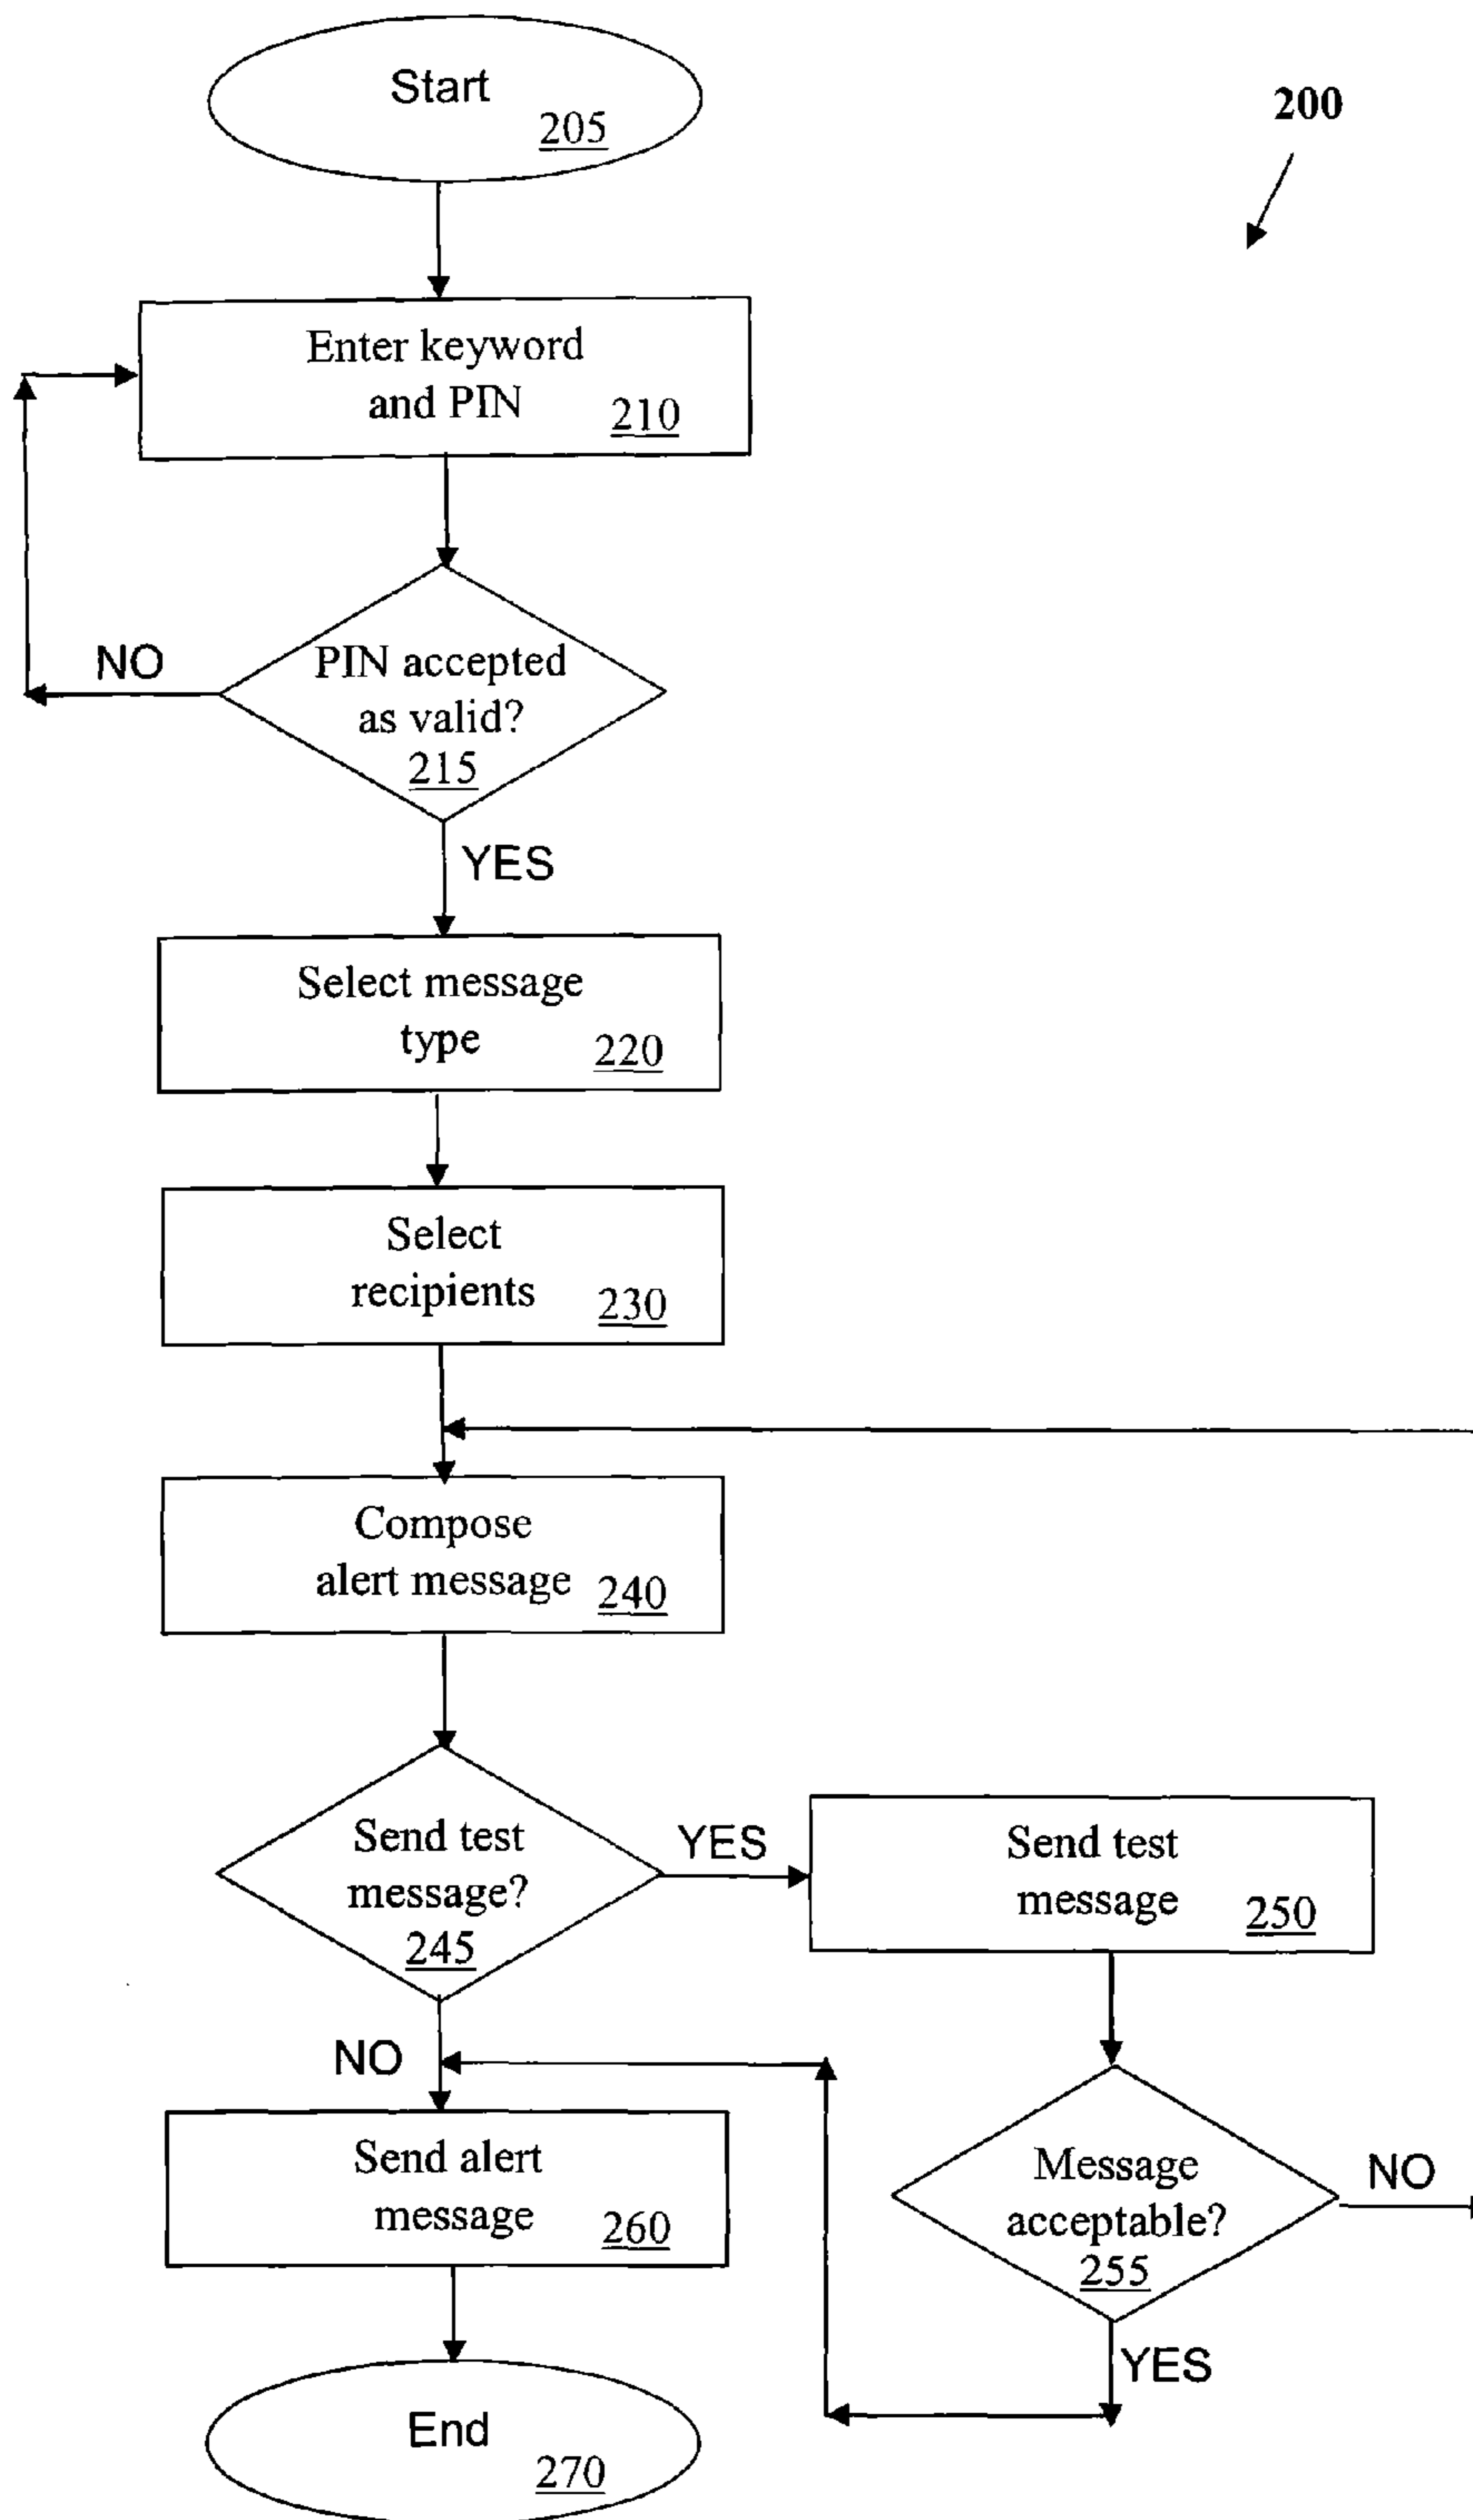 Start
205
200
Enter keyword
and PIN
210
NO
PIN accepted
as valid?
215
YES
Select message
type
220
Select
recipients
230
Compose
alert message
240
Send test
message?
245
YES
Send test
message
250
NO
Send alert
message
260
Message
acceptable?
255
NO
YES
End
270